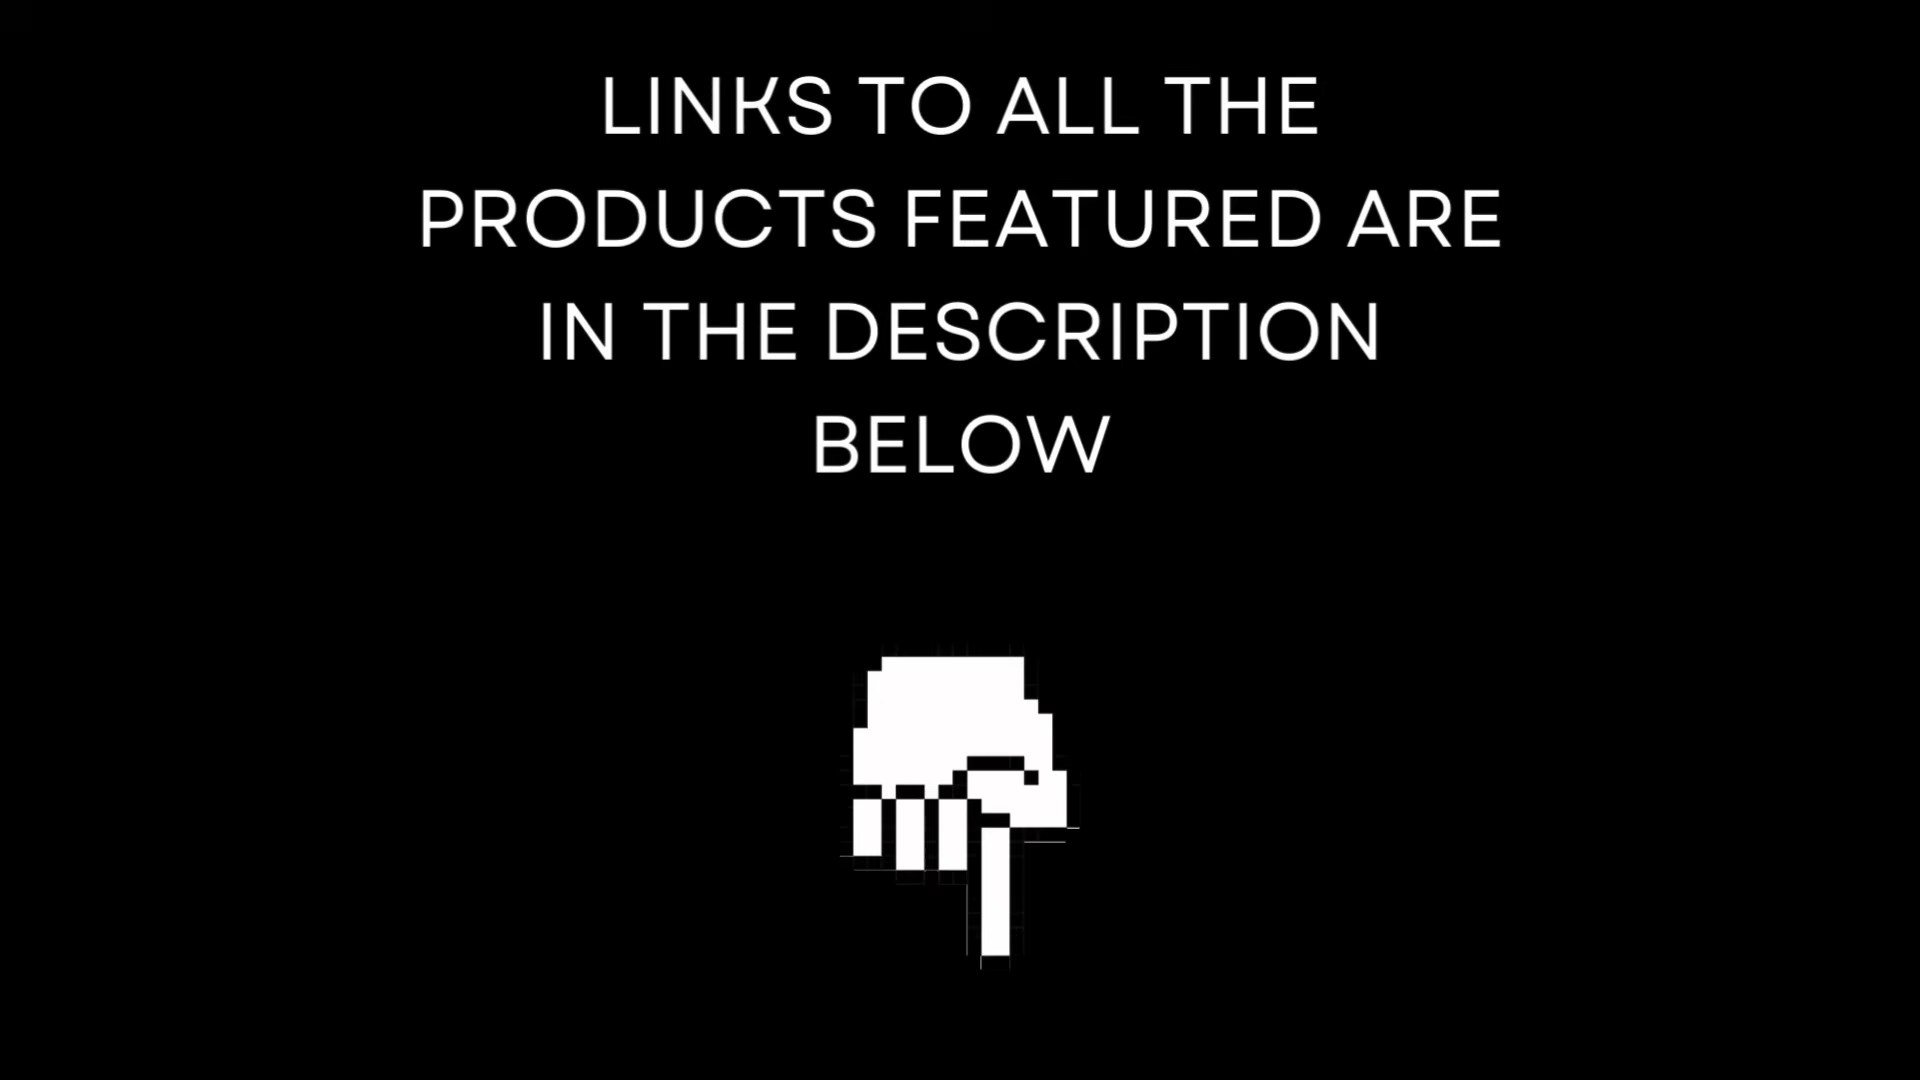 LINKS TO ALL THE
PRODUCTS FEATURED ARE
IN THE DESCRIPTION
BELOW